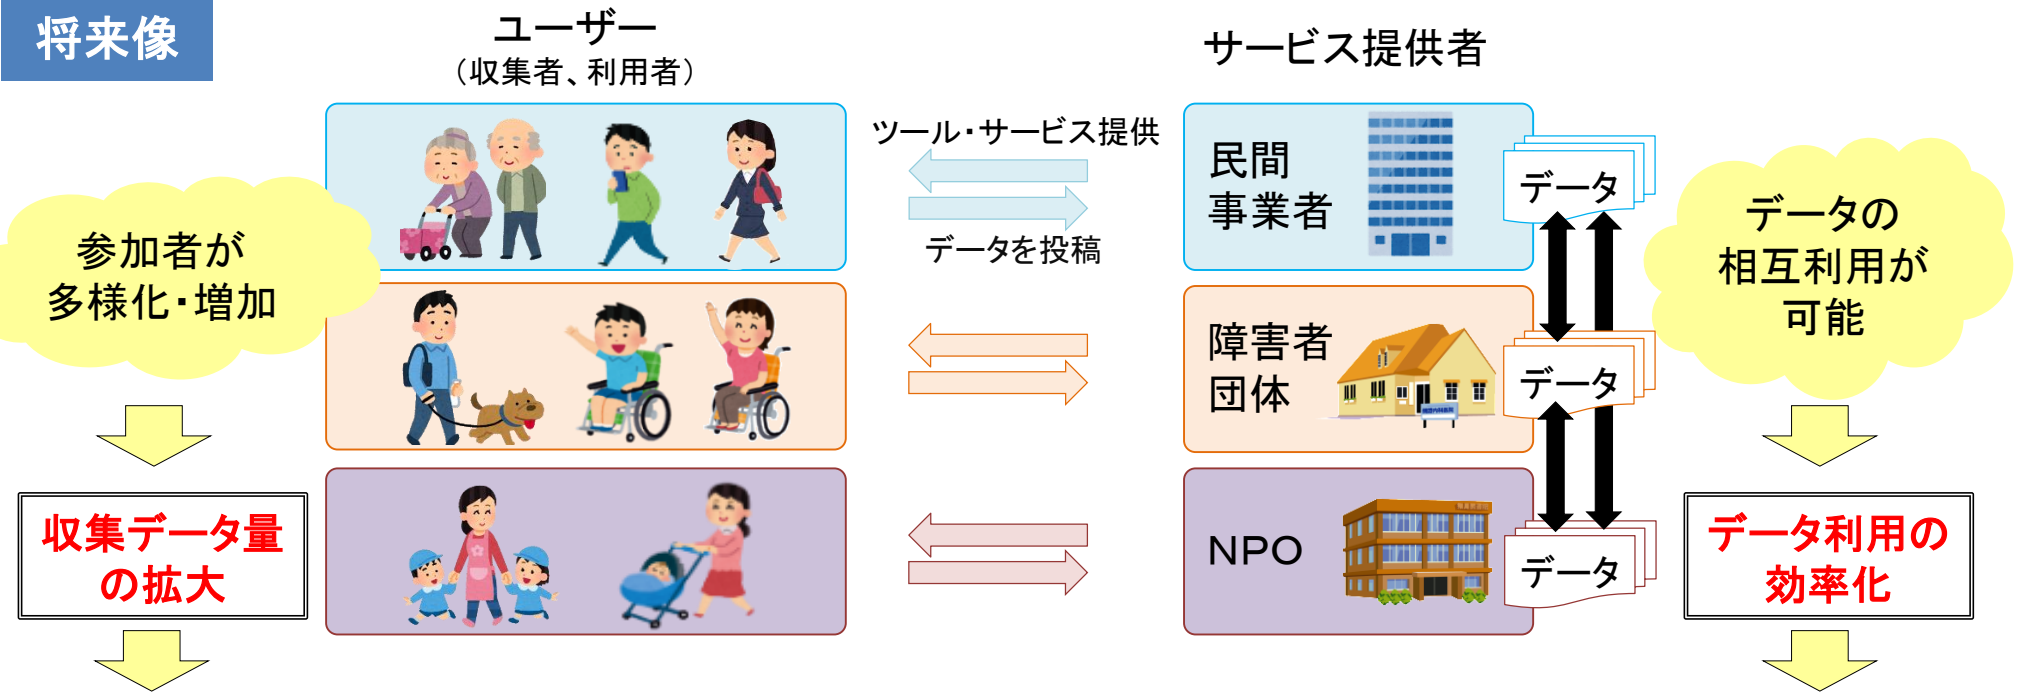 将来像
ユーザー
（収集者、利用者）
サービス提供者
参加者が
多様化・増加
収集データ量
の拡大
ツール・サービス提供
データを投稿
民間
事業者
データ
障害者
団体
データ
NPO
データ
データの
相互利用が
可能
データ利用の
効率化